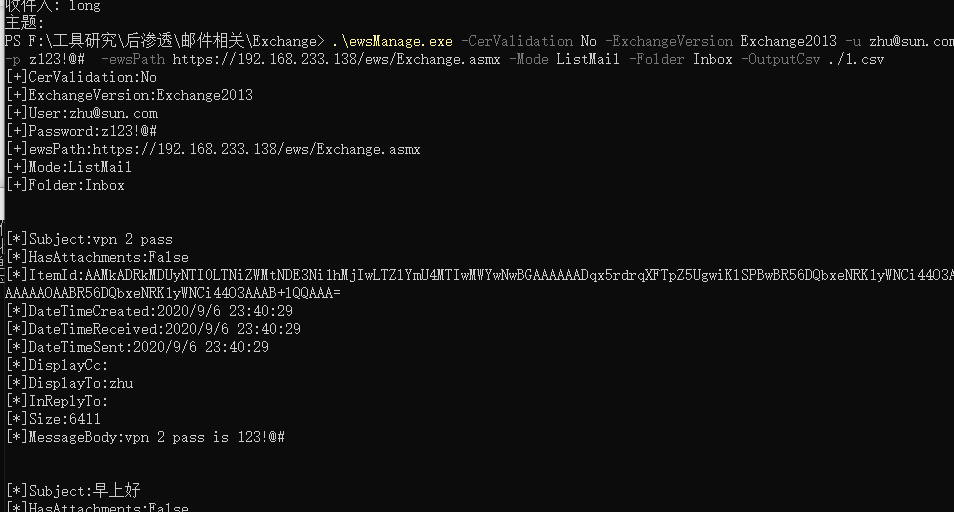 收件人: long
主题:
PS F:\工具研究\后渗透\邮件相关\Exchange> .\ewsManage.exe -CerValidation No -ExchangeVersion Exchange2013 -u zhu@sun.com
-p z123!@#  -ewsPath https://192.168.233.138/ews/Exchange.asmx -Mode ListMail -Folder Inbox -OutputCsv ./1.csv
[+]CerValidation:No
[+]ExchangeVersion:Exchange2013
[+]User:zhu@sun.com
[+]Password:z123!@#
[+]ewsPath:https://192.168.233.138/ews/Exchange.asmx
[+]Mode:ListMail
[+]Folder:Inbox
[*]Subject:vpn 2 pass
[*]HasAttachments:False
[*]ItemId:AAMkADRkMDUyNTI0LTNiZWMtNDE3Ni1hMjIwLTZlYmU4MTIwMWYwNwBGAAAAAADqx5rdrqXFTpZ5UgwiK1SPBwBR56DQbxeNRK1yWNCi44O3A
AAAAAOAABR56DQbxeNRK1yWNCi44O3AAAB+1QQAAA=
[*]DateTimeCreated:2020/9/6 23:40:29
[*]DateTimeReceived:2020/9/6 23:40:29
[*]DateTimeSent:2020/9/6 23:40:29
[*]DisplayCc:
[*]DisplayTo:zhu
[*]InReplyTo:
[*]Size:6411
[*]MessageBody:vpn 2 pass is 123!@#
[*]Subject:早上好
[*]HasAttachments:False